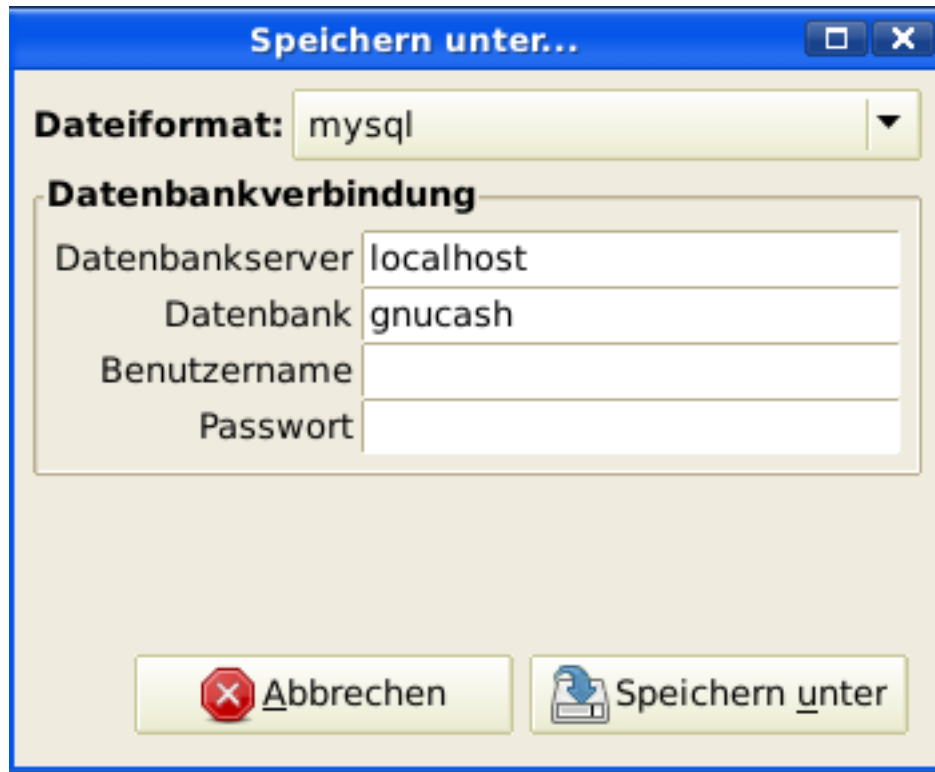 Speichern unter...
Dateiformat: mysql
Datenbankverbindung
Datenbankserver localhost
Datenbank gnucash
Benutzername
Passwort
Abbrechen Speichern unter